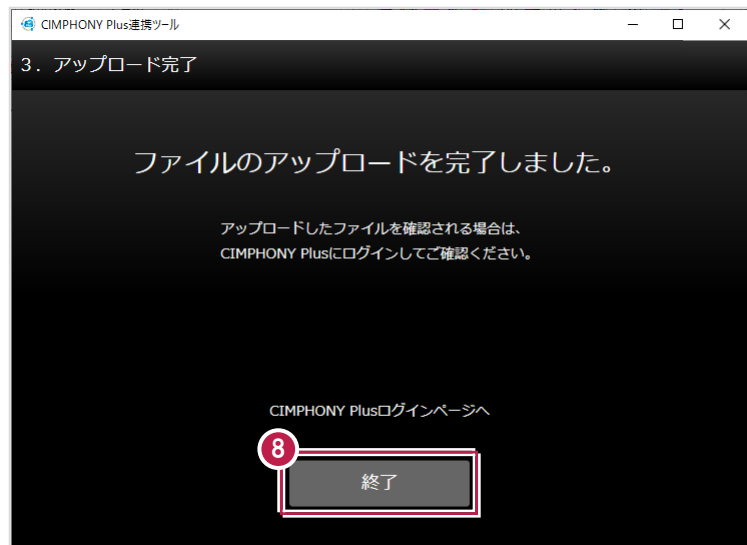 CIMPHONY Plus連携ツール
3．アップロード完了
ファイルのアップロードを完了しました。
アップロードしたファイルを確認される場合は、
CIMPHONY Plusにログインしてご確認ください。
CIMPHONY Plusログインページへ
8
終了